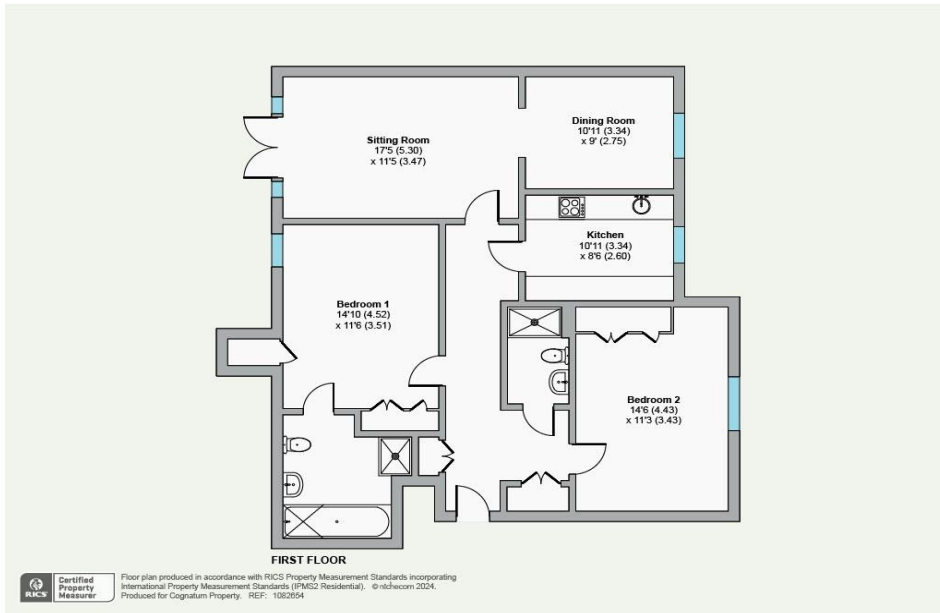 Sitting Room
17'5 (5.30)
x 11'5 (3.47)
Dining Room
10'11 (3.34)
x 9' (2.75)
Kitchen
10'11 (3.34)
x 8'6 (2.60)
Bedroom 1
14'10 (4.52)
x 11'6 (3.51)
Bedroom 2
14'6 (4.43)
x 11'3 (3.43)
FIRST FLOOR
RICS
Certified
Property
Measurer
Floor plan produced in accordance with RICS Property Measurement Standards incorporating
International Property Measurement Standards (IPMS2 Residential). © nichecom 2024.
Produced for Cognatum Property. REF: 1082654